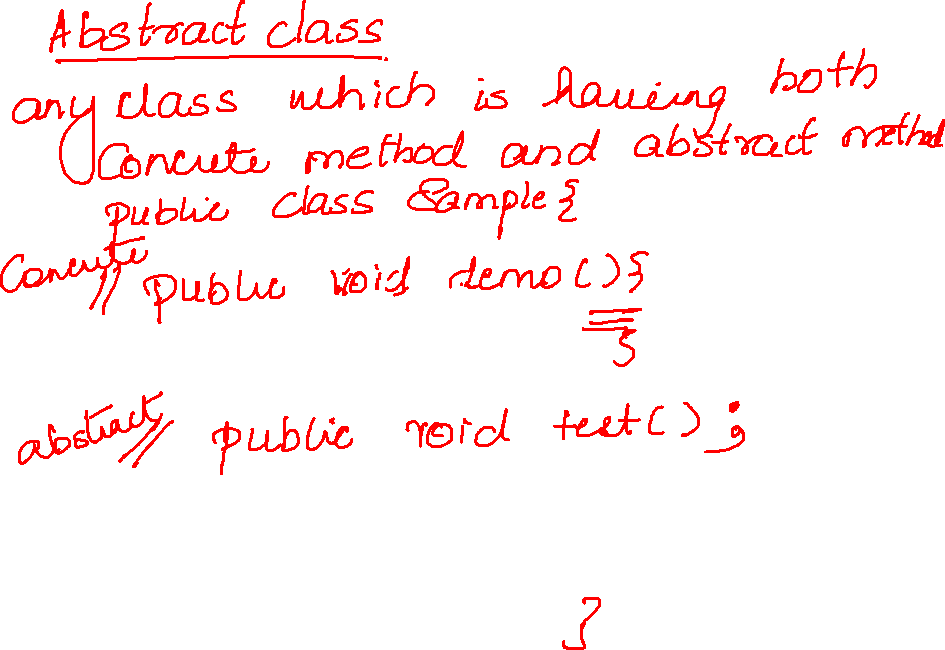 Abstract class
any class which is having both
Concrete method and abstract method
public class Sample {
Concrete // public void demo() {
}
abstract // public void test() ;
}